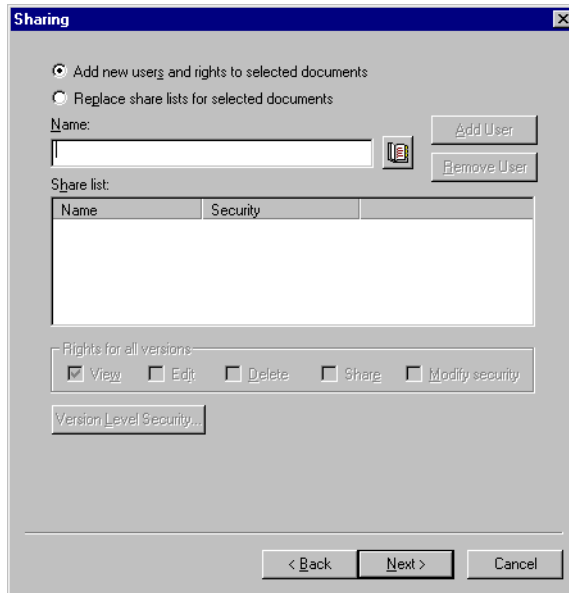 Sharing
Add new users and rights to selected documents
Replace share lists for selected documents
Name:
Add User
Remove User
Share list:
Name Security
Rights for all versions
View Edit Delete Share Modify security
Version Level Security...
< Back Next > Cancel